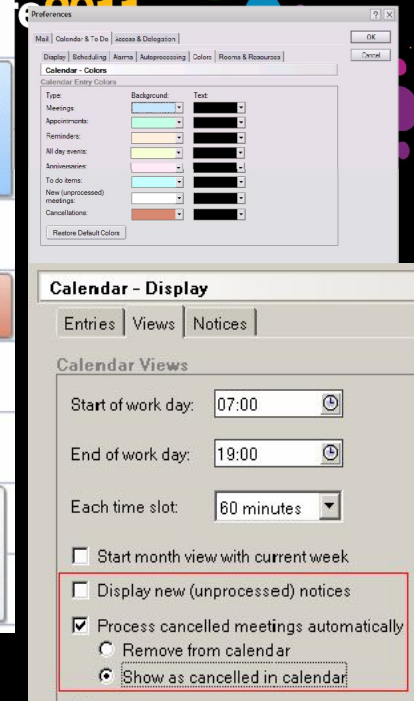 te2011
Preferences
Mail Calendar & To Do Access & Delegation
OK
Cancel
Display Scheduling Alarms Autoprocessing Colors Rooms & Resources
Calendar - Colors
Calendar Entry Colors
Type: Background: Text:
Meetings
Appointments:
Reminders:
All day events:
Anniversaries:
To do items:
New (unprocessed)
meetings:
Cancellations:
Restore Default Colors
Calendar - Display
Entries Views Notices
Calendar Views
Start of work day: 07:00
End of work day: 19:00
Each time slot: 60 minutes
Start month view with current week
Display new (unprocessed) notices
Process cancelled meetings automatically
Remove from calendar
Show as cancelled in calendar